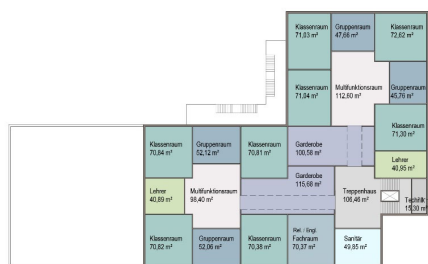 Klassenraum
71,03 m²
Gruppenraum
47,66 m²
Klassenraum
72,62 m²
Klassenraum
71,04 m²
Multifunktionsraum
112,60 m²
Gruppenraum
45,76 m²
Klassenraum
71,30 m²
Klassenraum
70,64 m²
Gruppenraum
52,12 m²
Klassenraum
70,81 m²
Garderobe
100,58 m²
Lehrer
40,95 m²
Lehrer
40,89 m²
Multifunktionsraum
98,40 m²
Garderobe
115,68 m²
Treppenhaus
106,46 m²
Technik
15,30 m²
Klassenraum
70,82 m²
Gruppenraum
52,06 m²
Klassenraum
70,38 m²
Rel. / Engl.
Fachraum
70,37 m²
Sanitär
49,85 m²